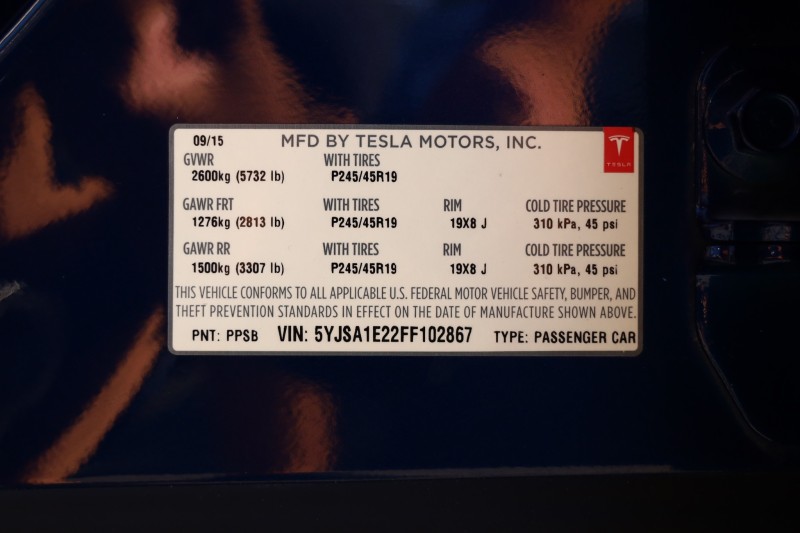 09/15 MFD BY TESLA MOTORS, INC.
GVWR WITH TIRES
2600kg (5732 lb) P245/45R19
TESLA
GAWR FRT WITH TIRES RIM COLD TIRE PRESSURE
1276kg (2813 lb) P245/45R19 19X8 J 310 kPa, 45 psi
GAWR RR WITH TIRES RIM COLD TIRE PRESSURE
1500kg (3307 lb) P245/45R19 19X8 J 310 kPa, 45 psi
THIS VEHICLE CONFORMS TO ALL APPLICABLE U.S. FEDERAL MOTOR VEHICLE SAFETY, BUMPER, AND
THEFT PREVENTION STANDARDS IN EFFECT ON THE DATE OF MANUFACTURE SHOWN ABOVE.
PNT: PPSB VIN: 5YJSA1E22FF102867 TYPE: PASSENGER CAR